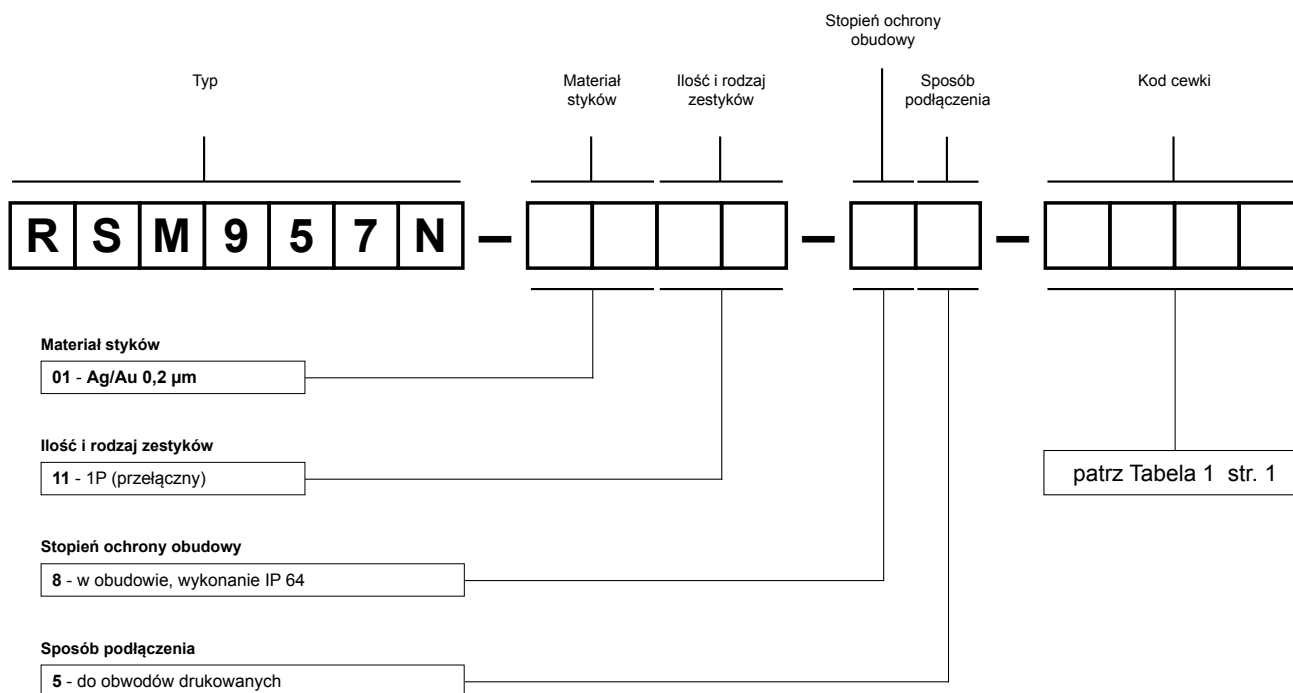 Stopień ochrony
obudowy
Typ
Materiał
styków
Ilość i rodzaj
zestyków
Sposób
podłączenia
Kod cewki
R S M 9 5 7 N – –  –
Materiał styków
01 - Ag/Au 0,2 µm
Ilość i rodzaj zestyków
11 - 1P (przełączny)
patrz Tabela 1 str. 1
Stopień ochrony obudowy
8 - w obudowie, wykonanie IP 64
Sposób podłączenia
5 - do obwodów drukowanych